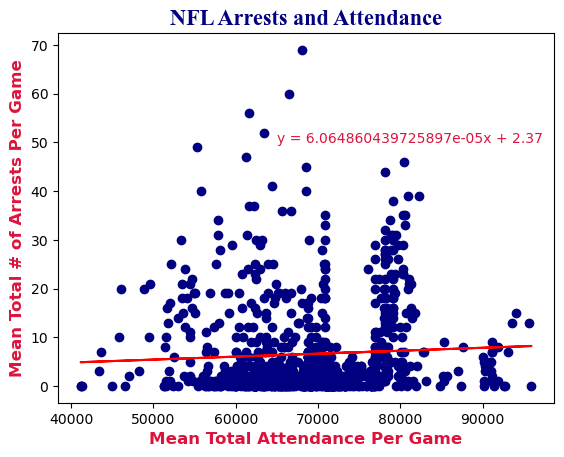 NFL Arrests and Attendance
70
60
50
40
30
20
10
0
Mean Total # of Arrests Per Game
y = 6.064860439725897e-05x + 2.37
40000 50000 60000 70000 80000 90000
Mean Total Attendance Per Game